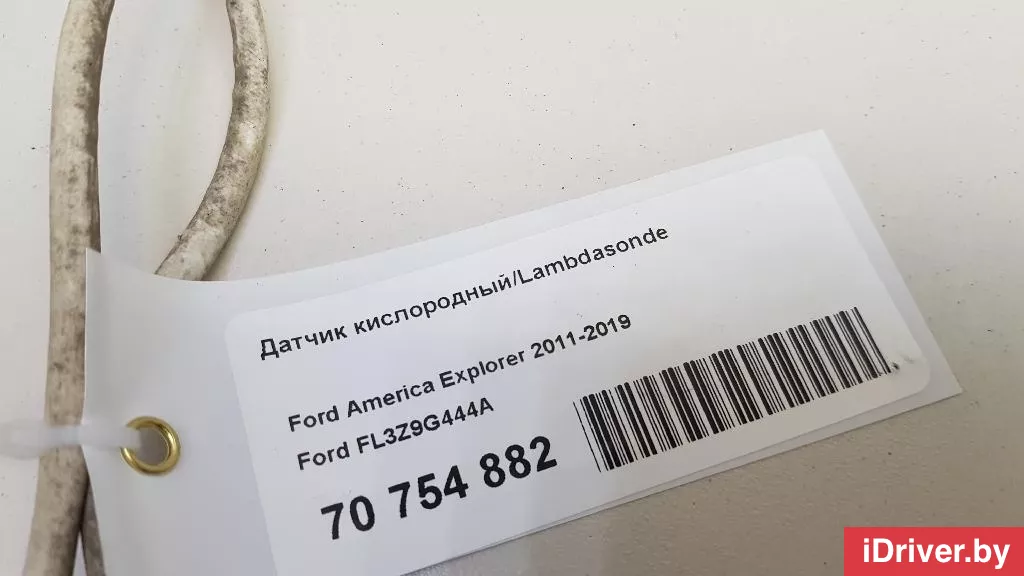 Датчик кислородный/Lambdasonde
Ford America Explorer 2011-2019
Ford FL3Z9G444A
70 754 882
iDriver.by